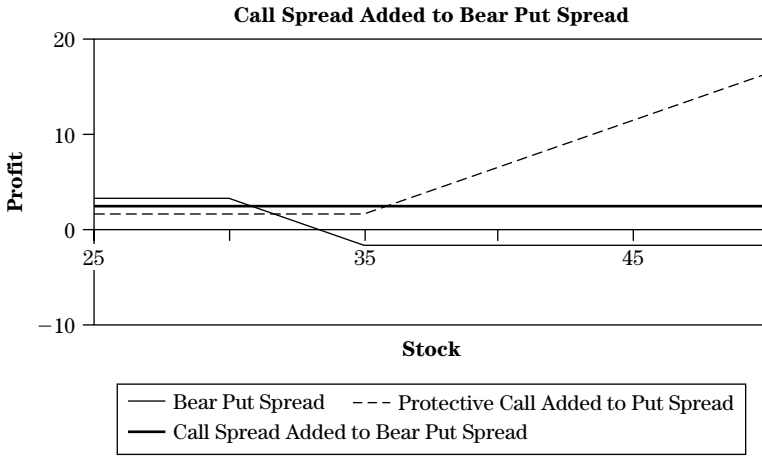 Call Spread Added to Bear Put Spread
20
10
0
−10
Profit
25
35
45
Stock
Bear Put Spread
Protective Call Added to Put Spread
Call Spread Added to Bear Put Spread